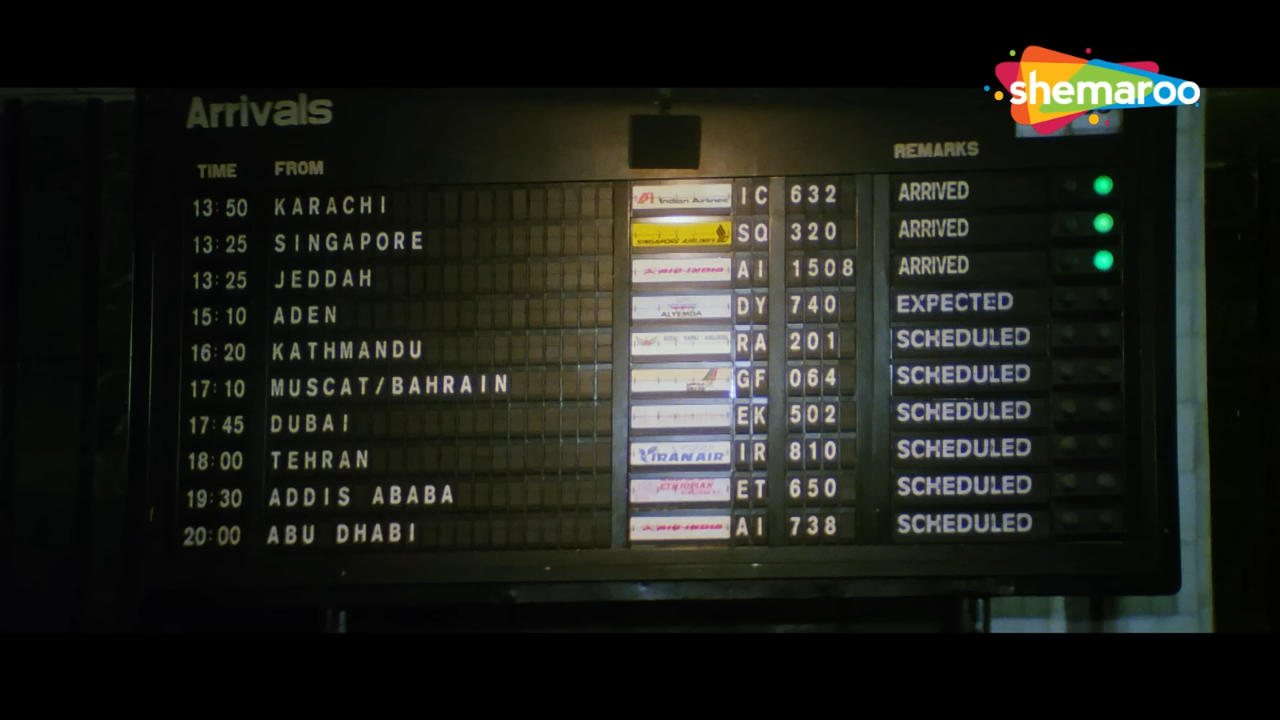 shemaroo
Arrivals
TIME FROM REMARKS
13:50 KARACHI Indian Airlines IC 632 ARRIVED
13:25 SINGAPORE SINGAPORE AIRLINES SQ 320 ARRIVED
13:25 JEDDAH AIR-INDIA AI 1508 ARRIVED
15:10 ADEN ALYEMDA DY 740 EXPECTED
16:20 KATHMANDU RA 201 SCHEDULED
17:10 MUSCAT/BAHRAIN GF 064 SCHEDULED
17:45 DUBAI EK 502 SCHEDULED
18:00 TEHRAN IRAN AIR IR 810 SCHEDULED
19:30 ADDIS ABABA ETHIOPIAN ET 650 SCHEDULED
20:00 ABU DHABI AIR-INDIA AI 738 SCHEDULED